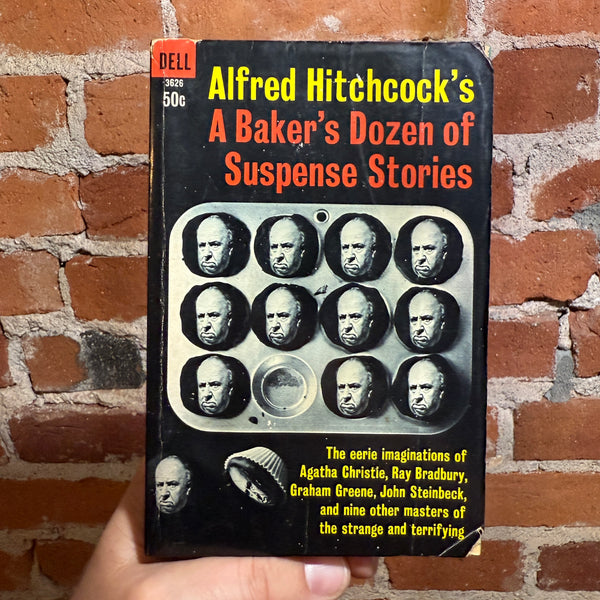 DELL
3626
50c
Alfred Hitchcock's
A Baker's Dozen of
Suspense Stories
The eerie imaginations of
Agatha Christie, Ray Bradbury,
Graham Greene, John Steinbeck,
and nine other masters of
the strange and terrifying